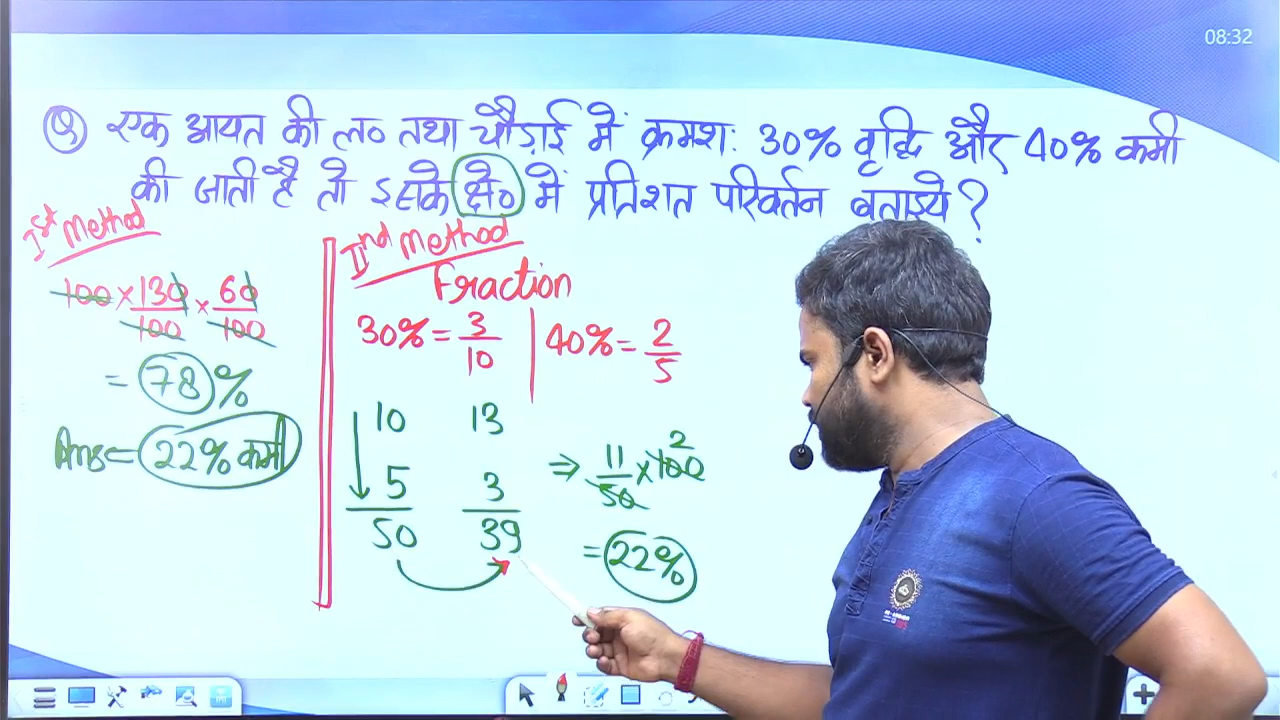 08:32
Q एक आयत की ल० तथा चौड़ाई में क्रमश: 30% वृद्धि और 40% कमी
की जाती है तो इसके क्षे० में प्रतिशत परिवर्तन बताइये?
Ist Method
100 × 130/100 × 60/100
= 78%
Ans = 22% कमी
IInd Method
Fraction
30% = 3/10 | 40% = 2/5
10 13
5 3
50 39
⇒ 11/50 × 100 2
= 22%